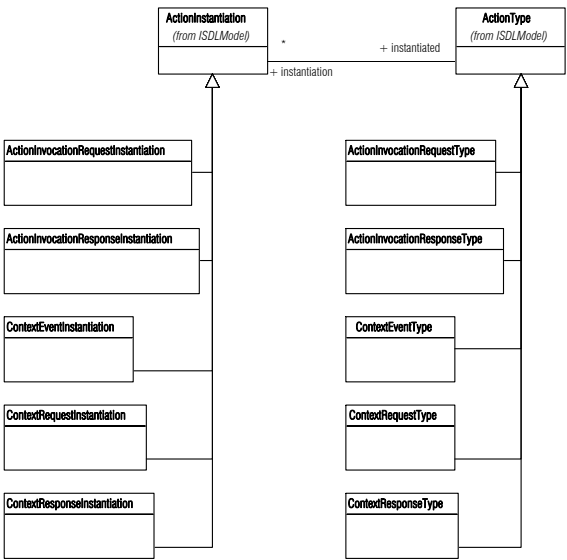 ActionInstantiation
(from ISDLModel)
ActionType
(from ISDLModel)
*
+ instantiated
+ instantiation
ActionInvocationRequestInstantiation
ActionInvocationRequestType
ActionInvocationResponseInstantiation
ActionInvocationResponseType
ContextEventInstantiation
ContextEventType
ContextRequestInstantiation
ContextRequestType
ContextResponseInstantiation
ContextResponseType